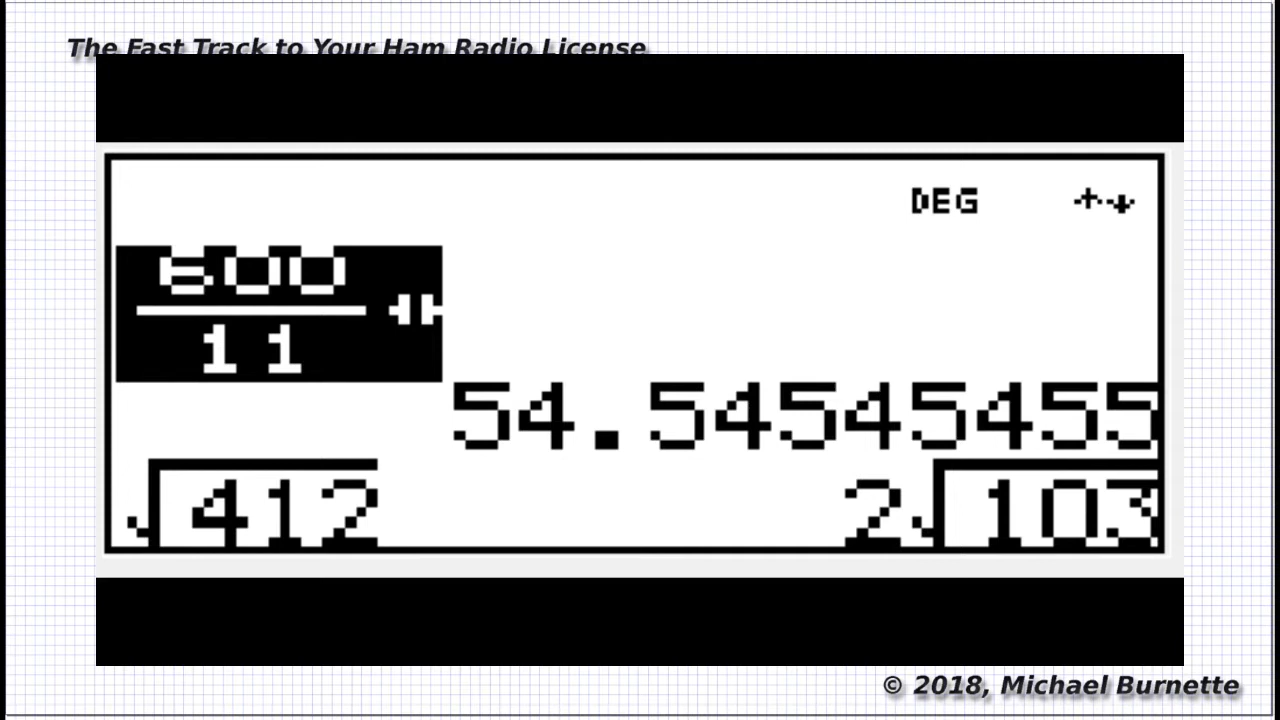 The Fast Track to Your Ham Radio License
DEG
600
11
54.54545455
√412 2√103
© 2018, Michael Burnette